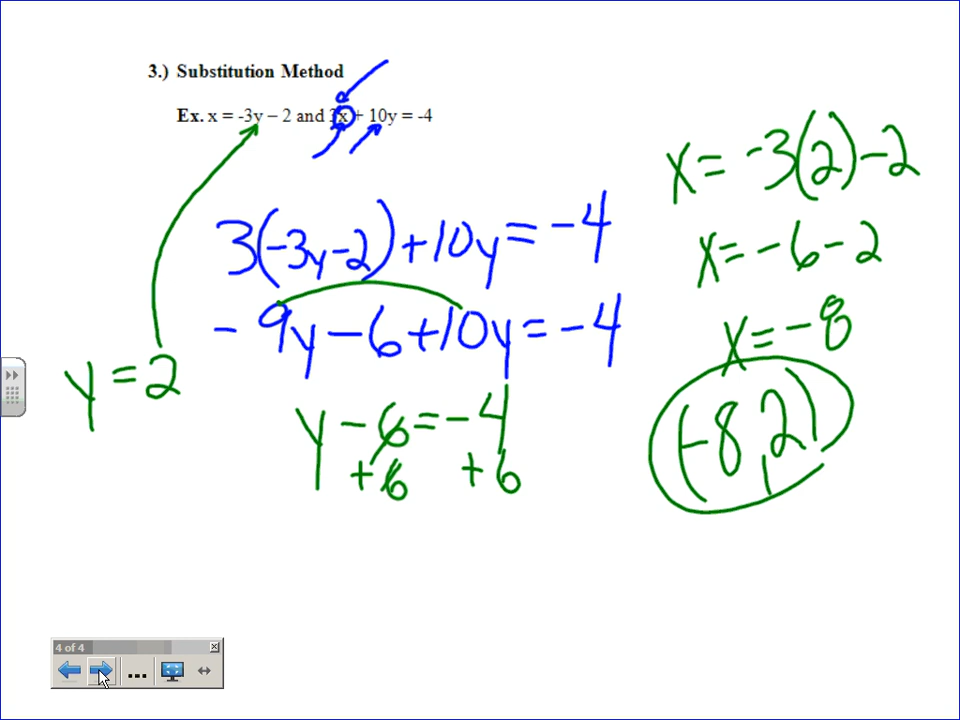 3.) Substitution Method
Ex. x = -3y – 2 and 3x + 10y = -4
3(-3y-2)+10y=-4
-9y-6+10y=-4
y-6=-4
+6 +6
y=2
x=-3(2)-2
x=-6-2
x=-8
(-8,2)
4 of 4